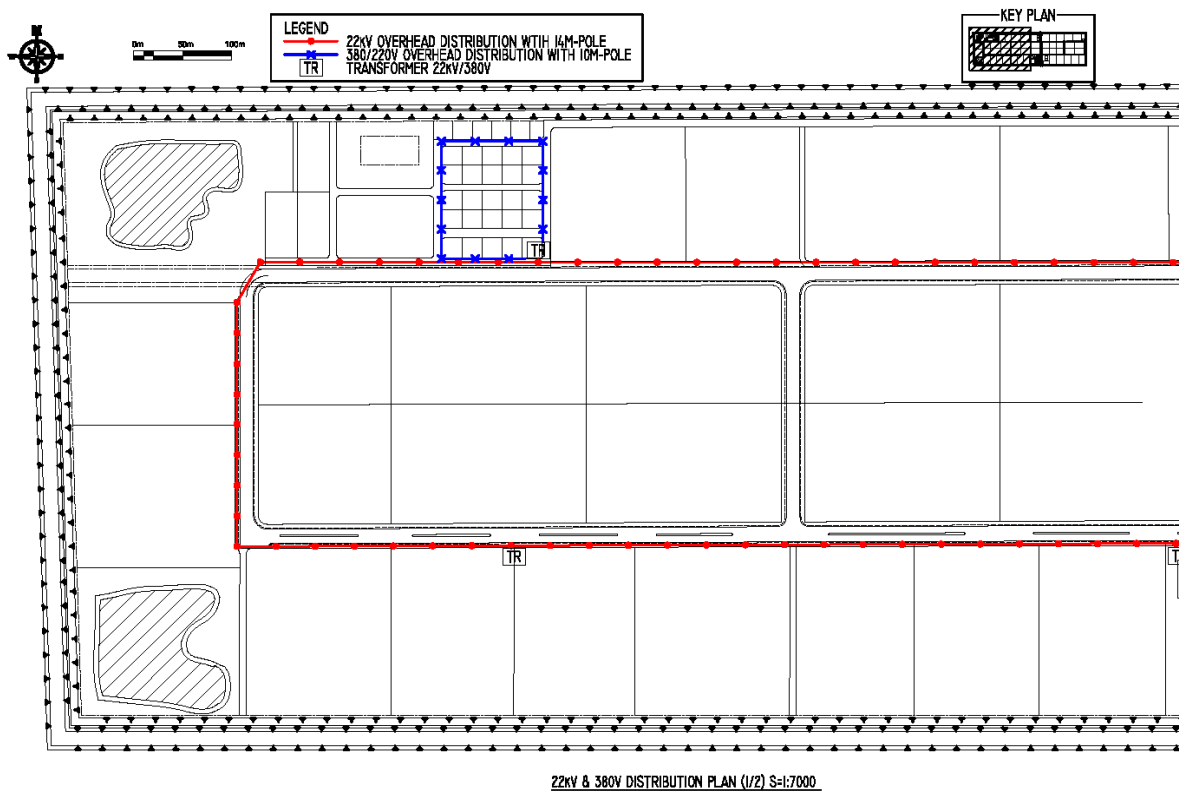 N
0m 50m 100m
LEGEND
22KV OVERHEAD DISTRIBUTION WTIH 14M-POLE
380/220V OVERHEAD DISTRIBUTION WITH 10M-POLE
TR TRANSFORMER 22KV/380V
KEY PLAN
TR
TR
22KV & 380V DISTRIBUTION PLAN (1/2) S=1:7000